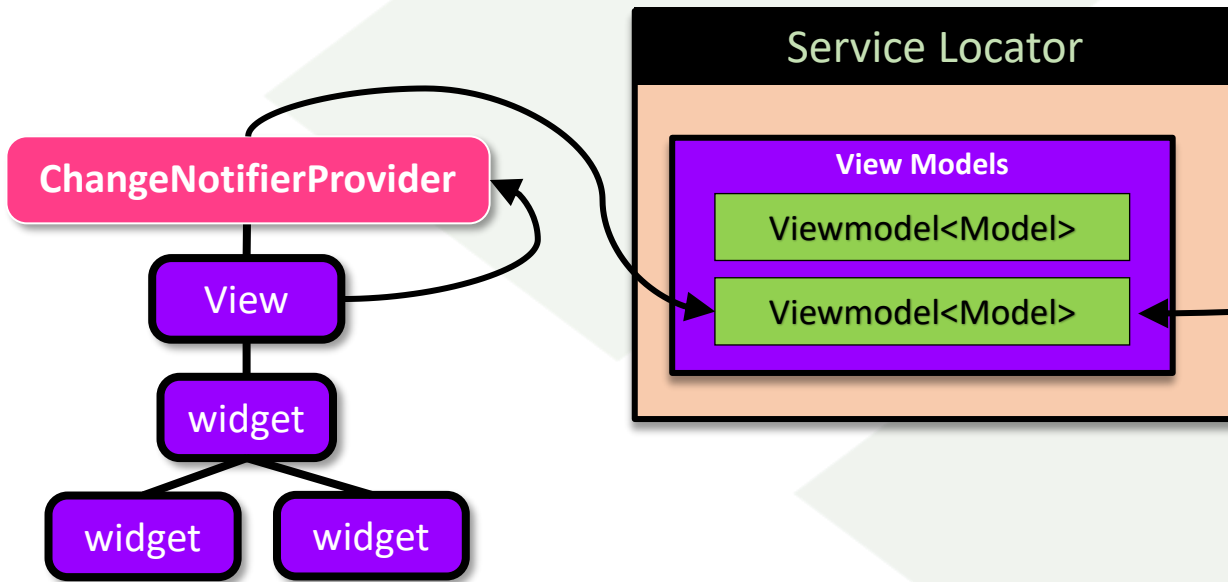 Service Locator
ChangeNotifierProvider
View Models
Viewmodel<Model>
View
Viewmodel<Model>
widget
widget
widget